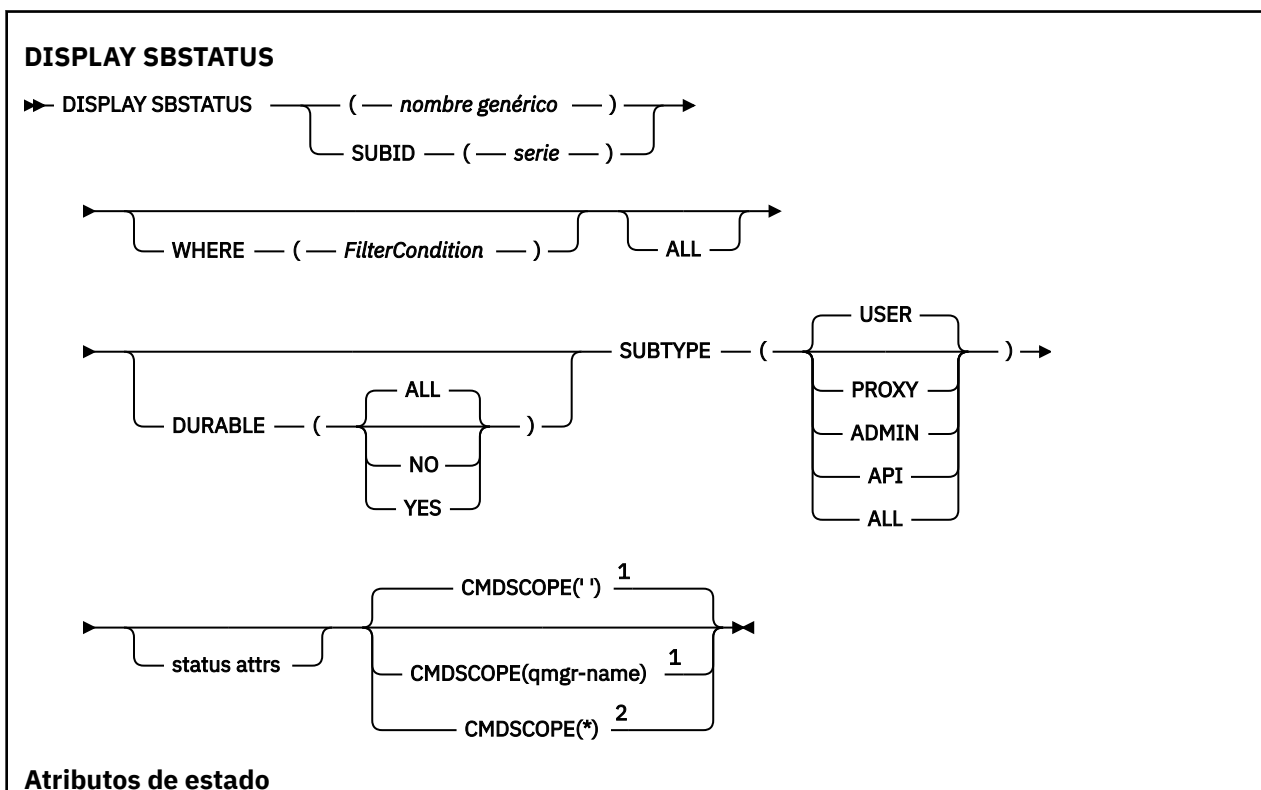 DISPLAY SBSTATUS
DISPLAY SBSTATUS ( nombre genérico )
SUBID ( serie )
WHERE ( FilterCondition ) ALL
USER
SUBTYPE ( )
ALL PROXY
DURABLE ( ) ADMIN
NO API
YES ALL
CMDSCOPE(' ') 1
status attrs CMDSCOPE(qmgr-name) 1
CMDSCOPE(*) 2
Atributos de estado